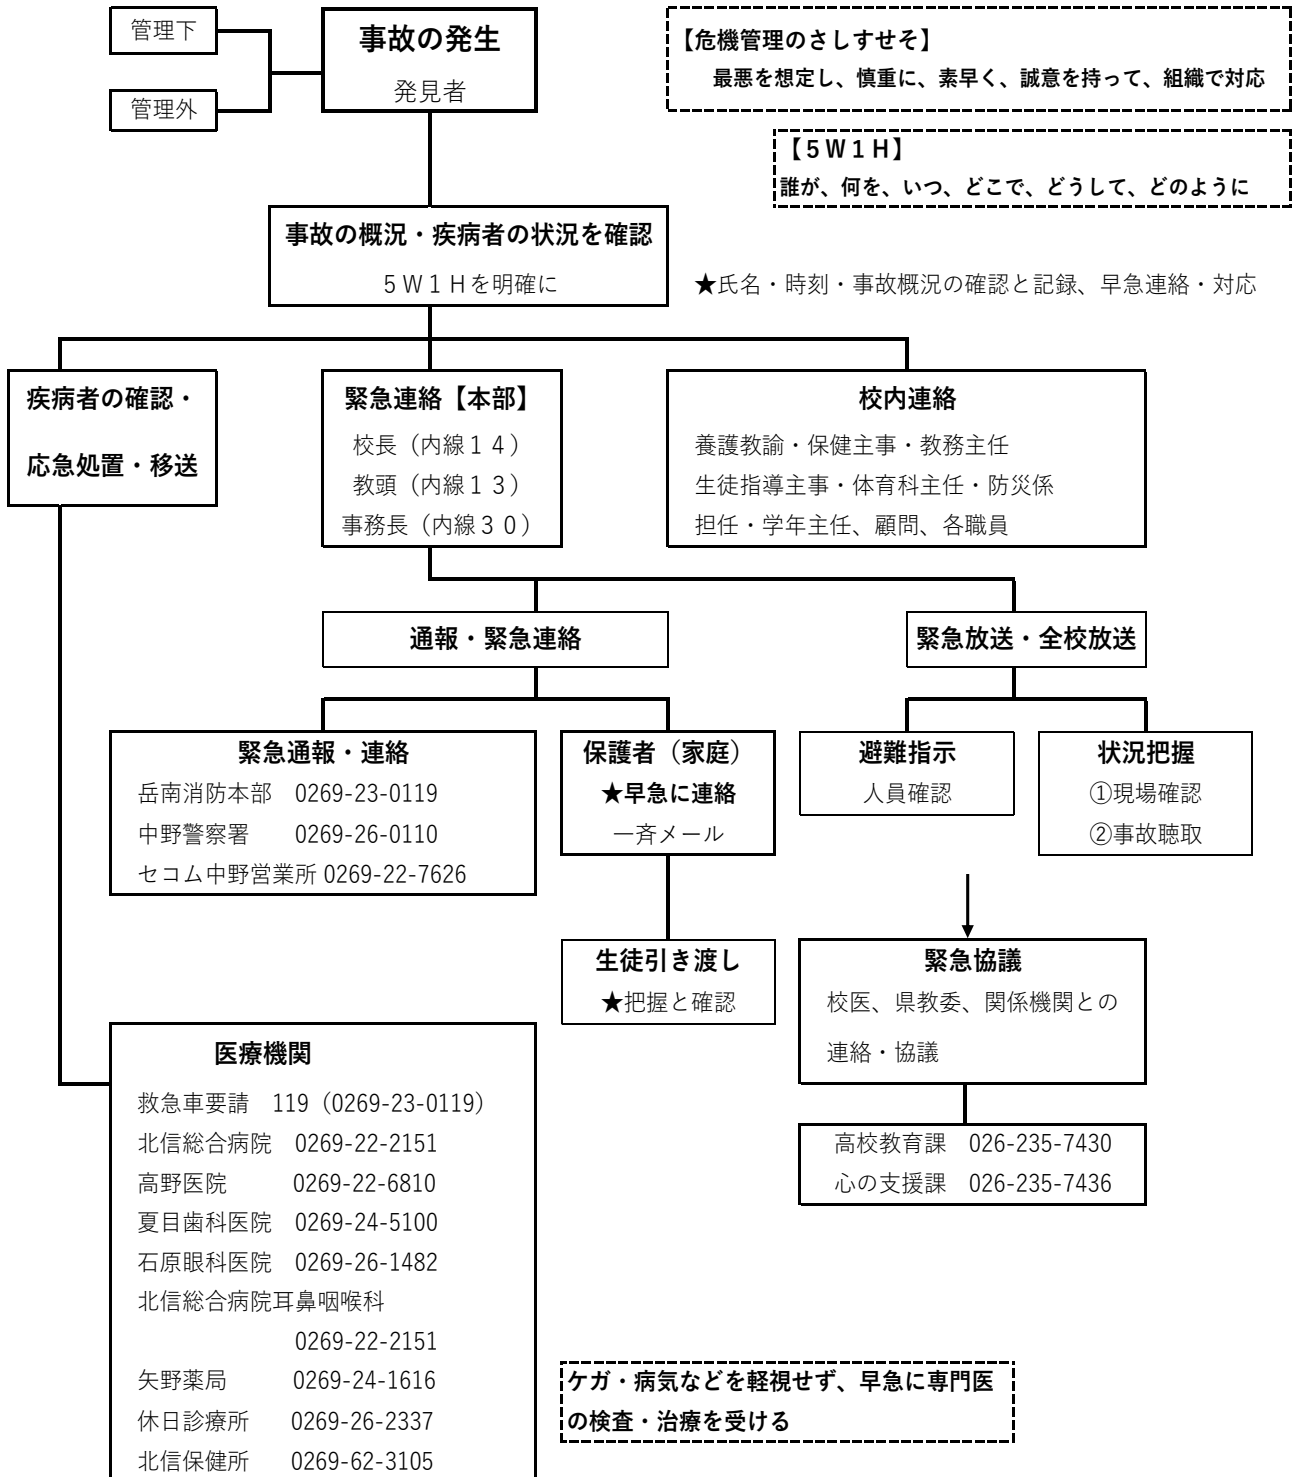 管理下
管理外
事故の発生
発見者
【危機管理のさしすせそ】
最悪を想定し、慎重に、素早く、誠意を持って、組織で対応
【５Ｗ１Ｈ】
誰が、何を、いつ、どこで、どうして、どのように
事故の概況・疾病者の状況を確認
５Ｗ１Ｈを明確に
★氏名・時刻・事故概況の確認と記録、早急連絡・対応
疾病者の確認・
応急処置・移送
緊急連絡【本部】
校長（内線１４）
教頭（内線１３）
事務長（内線３０）
校内連絡
養護教諭・保健主事・教務主任
生徒指導主事・体育科主任・防災係
担任・学年主任、顧問、各職員
通報・緊急連絡
緊急放送・全校放送
緊急通報・連絡
岳南消防本部　0269-23-0119
中野警察署　　0269-26-0110
セコム中野営業所 0269-22-7626
保護者（家庭）
★早急に連絡
一斉メール
避難指示
人員確認
状況把握
①現場確認
②事故聴取
生徒引き渡し
★把握と確認
緊急協議
校医、県教委、関係機関との
連絡・協議
高校教育課　026-235-7430
心の支援課　026-235-7436
医療機関
救急車要請　119（0269-23-0119）
北信総合病院　0269-22-2151
高野医院　　　0269-22-6810
夏目歯科医院　0269-24-5100
石原眼科医院　0269-26-1482
北信総合病院耳鼻咽喉科
0269-22-2151
矢野薬局　　　0269-24-1616
休日診療所　　0269-26-2337
北信保健所　　0269-62-3105
ケガ・病気などを軽視せず、早急に専門医
の検査・治療を受ける